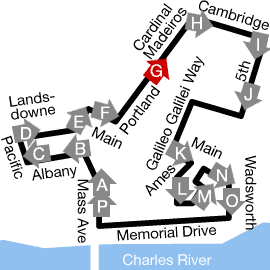 Cambridge
Cardinal
Medeiros
H
I
5th
G
J
Galileo Galilei Way
Portland
Lands-
downe
F
E
Main
D
C
B
Pacific
Albany
K
Main
Ames
N
L
M
O
Wadsworth
A
P
Mass Ave
Memorial Drive
Charles River